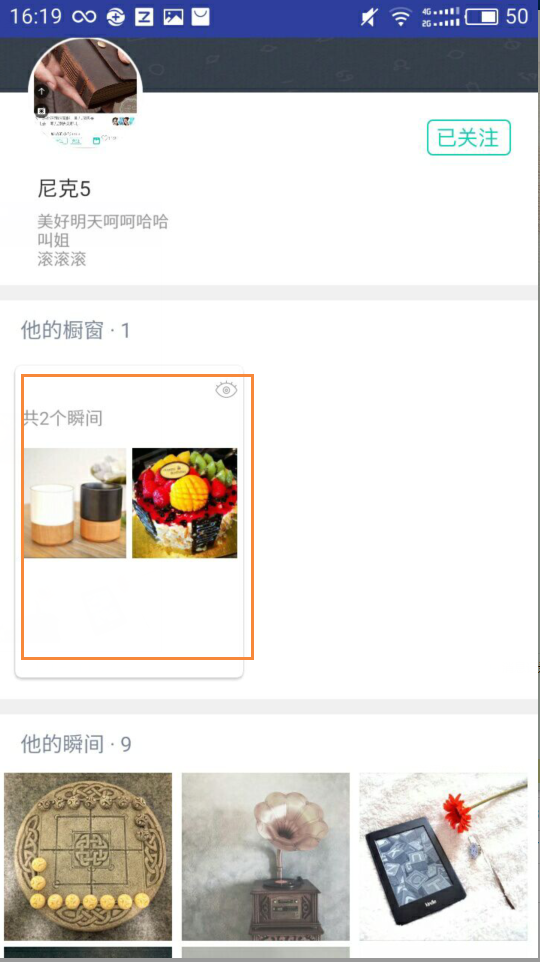 16:19
4G
2G
50
已关注
尼克5
美好明天呵呵哈哈
叫姐
滚滚滚
他的橱窗 · 1
共2个瞬间
他的瞬间 · 9
kindle